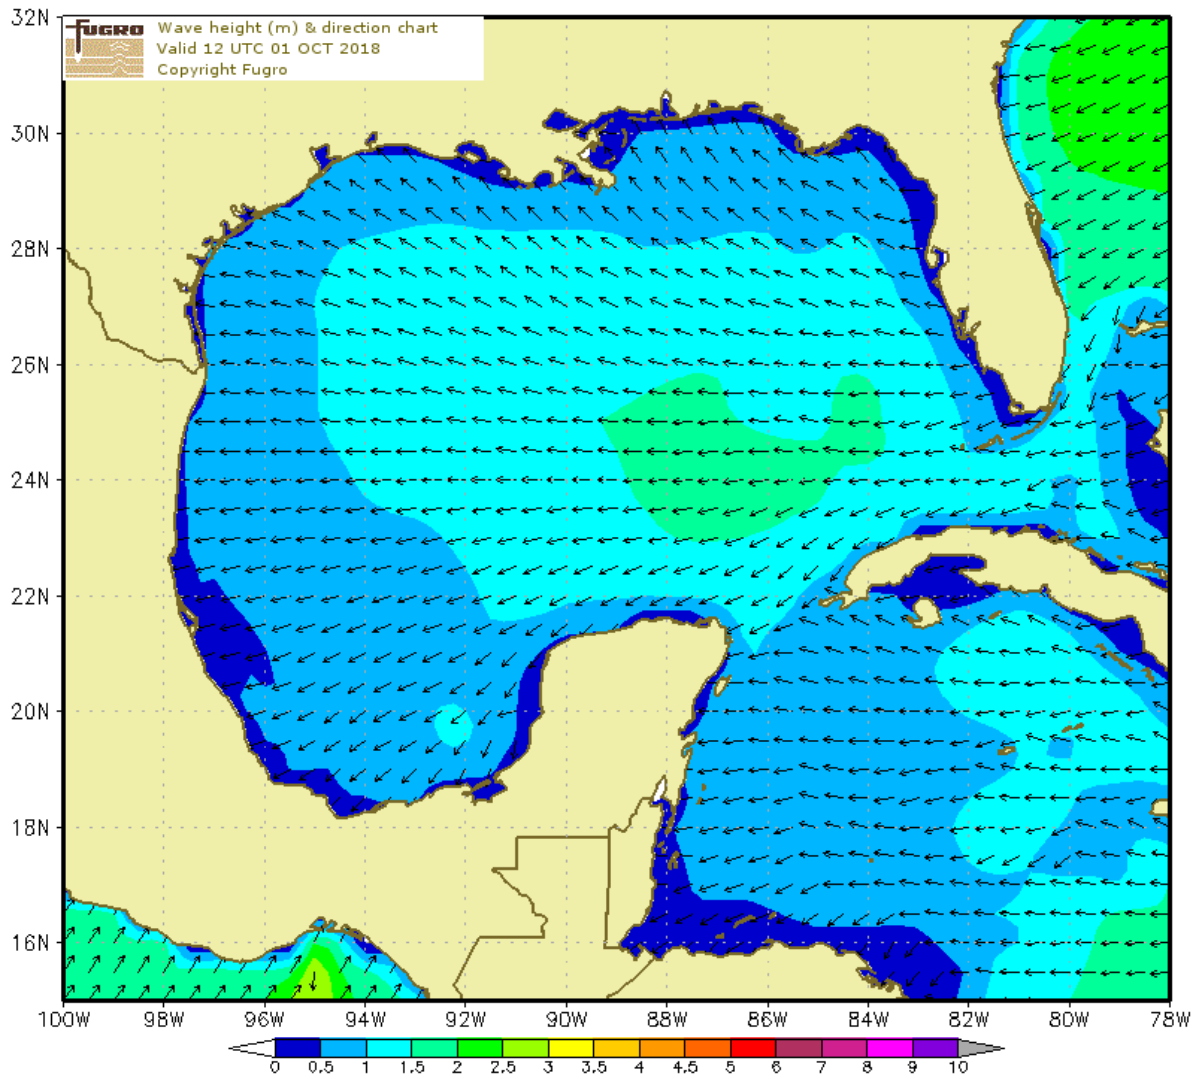 FUGRO
Wave height (m) & direction chart
Valid 12 UTC 01 OCT 2018
Copyright Fugro
32N
30N
28N
26N
24N
22N
20N
18N
16N
100W 98W 96W 94W 92W 90W 88W 86W 84W 82W 80W 78W
0 0.5 1 1.5 2 2.5 3 3.5 4 4.5 5 6 7 8 9 10